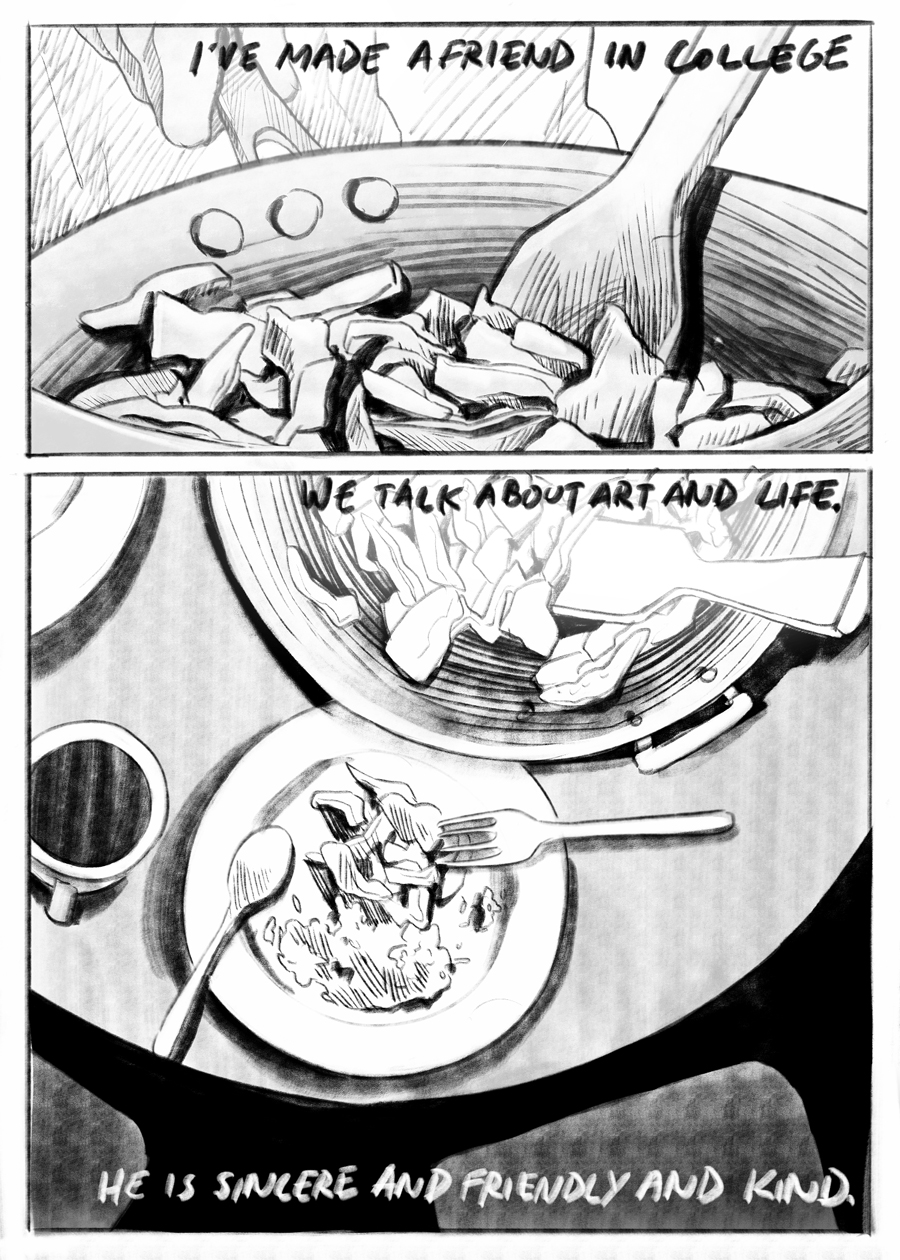 I'VE MADE A FRIEND IN COLLEGE
WE TALK ABOUT ART AND LIFE.
HE IS SINCERE AND FRIENDLY AND KIND.